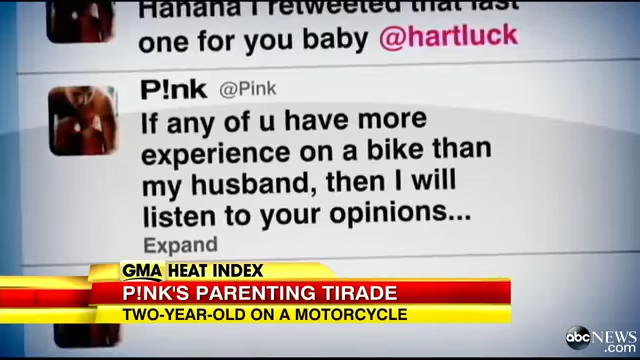 Hahaha I retweeted that last
one for you baby @hartluck
P!nk @Pink
If any of u have more
experience on a bike than
my husband, then I will
listen to your opinions...
Expand
GMA HEAT INDEX
P!NK'S PARENTING TIRADE
TWO-YEAR-OLD ON A MOTORCYCLE
abcNEWS
.com